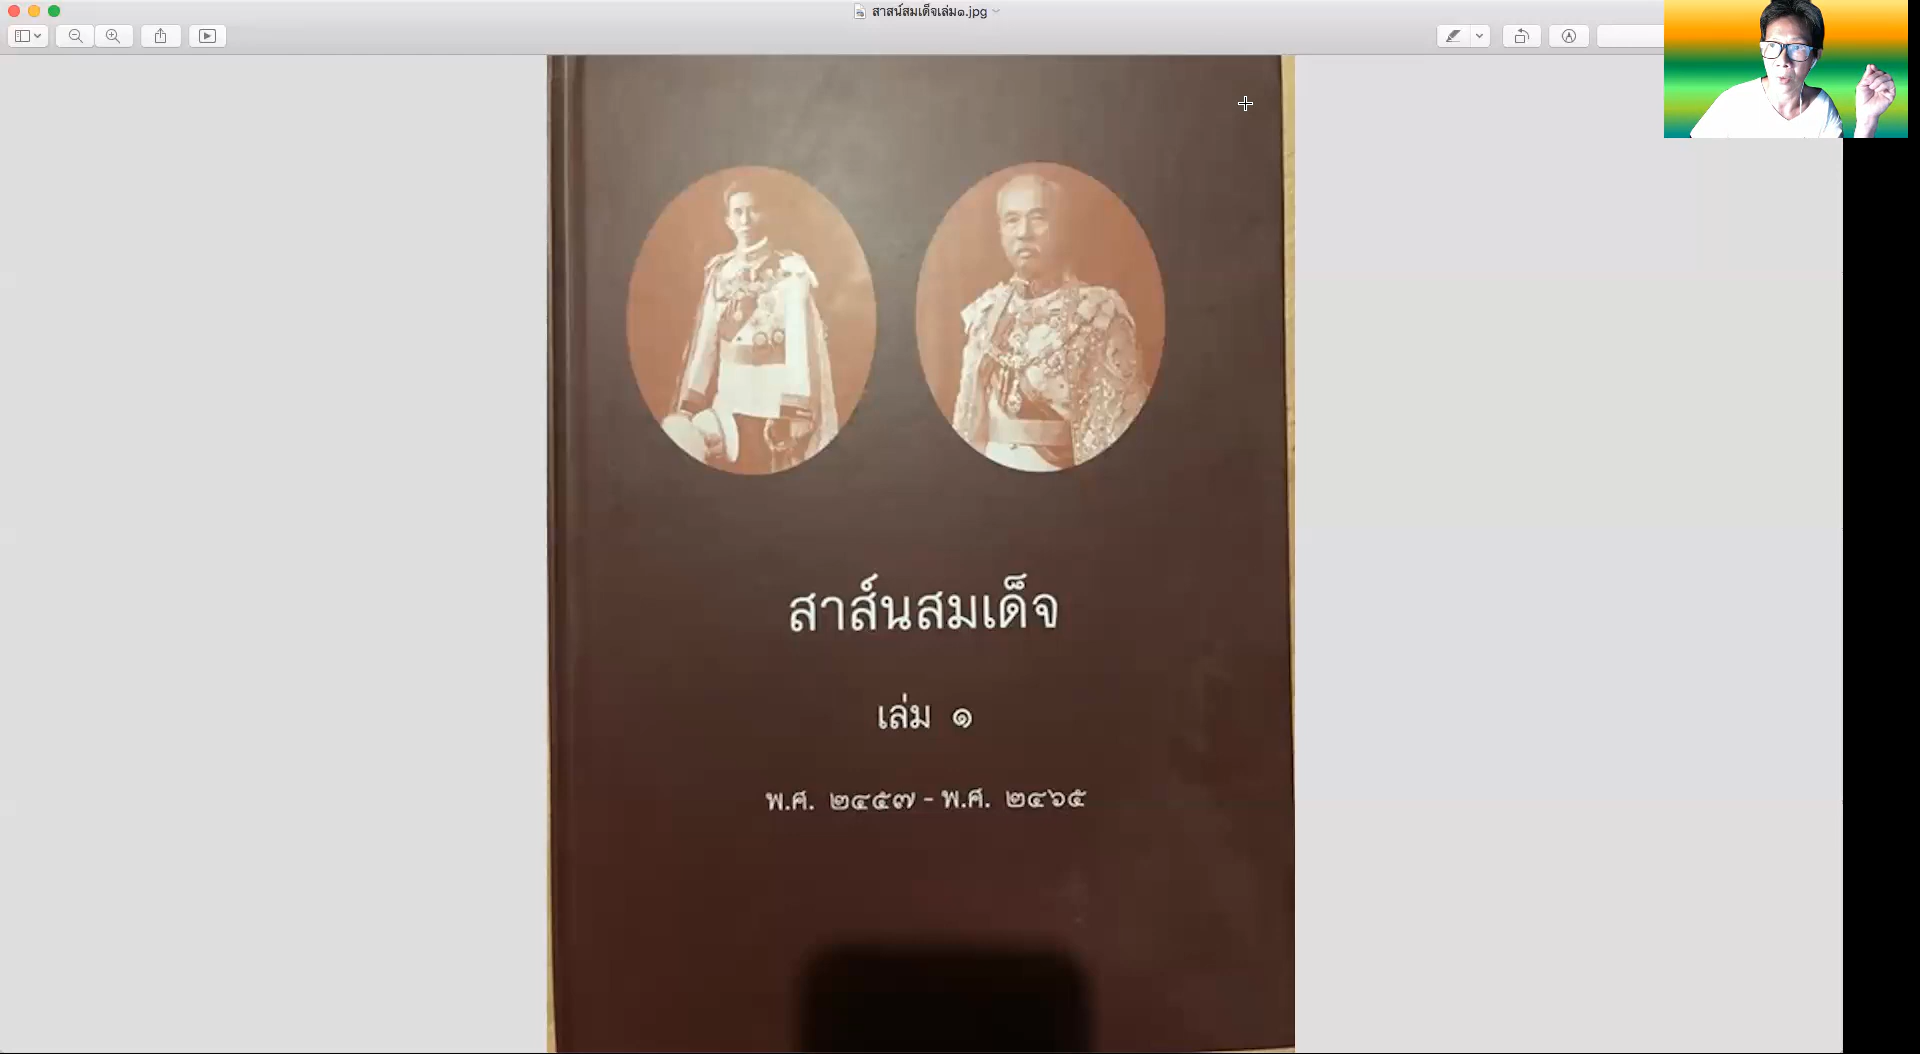 สาสน์สมเด็จเล่ม๑.jpg
สาส์นสมเด็จ
เล่ม ๑
พ.ศ. ๒๔๕๗ - พ.ศ. ๒๔๖๕